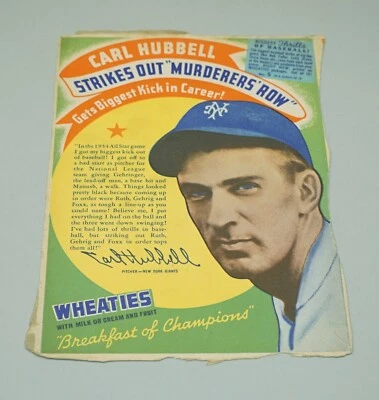 CARL HUBBELL
STRIKES OUT "MURDERERS' ROW"
Gets Biggest Kick in Career!
Thrills
OF BASEBALL!
NY
"In the 1934 All Star game
I got my biggest kick out
of baseball! I got off to
a bad start as pitcher for
the National League
team giving Gehringer,
the lead-off man, a base hit and
Manush, a walk. Things looked
pretty black because coming up
in order were Ruth, Gehrig and
Foxx, as tough a line-up as you
could name! Believe me, I put
everything I had on the ball and
the three went down swinging!
I've had lots of thrills in base-
ball, but striking out Ruth,
Gehrig and Foxx in order tops
them all!"
Carl Hubbell
PITCHER—NEW YORK GIANTS
WHEATIES
WITH MILK OR CREAM AND FRUIT
"Breakfast of Champions"